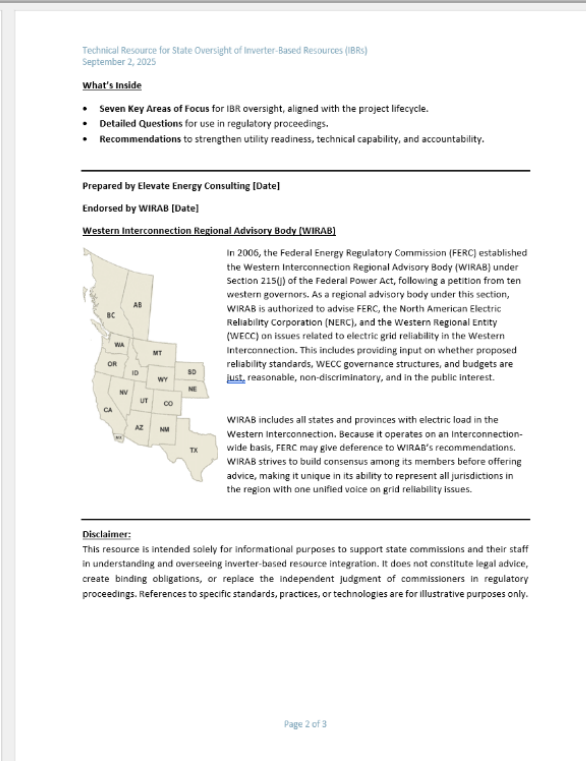 Technical Resource for State Oversight of Inverter-Based Resources (IBRs)
September 2, 2025
What's Inside
• Seven Key Areas of Focus for IBR oversight, aligned with the project lifecycle.
• Detailed Questions for use in regulatory proceedings.
• Recommendations to strengthen utility readiness, technical capability, and accountability.
Prepared by Elevate Energy Consulting [Date]
Endorsed by WIRAB [Date]
Western Interconnection Regional Advisory Body (WIRAB)
In 2006, the Federal Energy Regulatory Commission (FERC) established
the Western Interconnection Regional Advisory Body (WIRAB) under
Section 215(j) of the Federal Power Act, following a petition from ten
western governors. As a regional advisory body under this section,
WIRAB is authorized to advise FERC, the North American Electric
Reliability Corporation (NERC), and the Western Regional Entity
(WECC) on issues related to electric grid reliability in the Western
Interconnection. This includes providing input on whether proposed
reliability standards, WECC governance structures, and budgets are
just, reasonable, non-discriminatory, and in the public interest.
WIRAB includes all states and provinces with electric load in the
Western Interconnection. Because it operates on an Interconnection-
wide basis, FERC may give deference to WIRAB's recommendations.
WIRAB strives to build consensus among its members before offering
advice, making it unique in its ability to represent all jurisdictions in
the region with one unified voice on grid reliability issues.
BC
AB
WA
MT
OR
ID
WY
SD
NE
NV
UT
CO
CA
AZ
NM
TX
Disclaimer:
This resource is intended solely for informational purposes to support state commissions and their staff
in understanding and overseeing inverter-based resource integration. It does not constitute legal advice,
create binding obligations, or replace the independent judgment of commissioners in regulatory
proceedings. References to specific standards, practices, or technologies are for illustrative purposes only.
Page 2 of 3